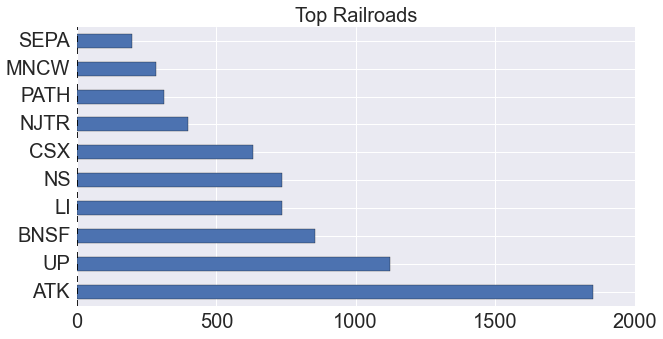 Top Railroads
SEPA
MNCW
PATH
NJTR
CSX
NS
LI
BNSF
UP
ATK
0 500 1000 1500 2000